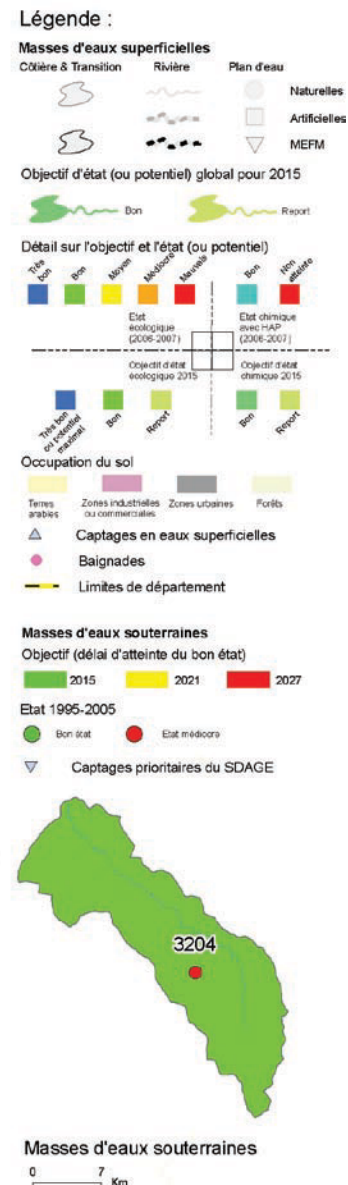 Légende :
Masses d'eaux superficielles
Côtière & Transition Rivière Plan d'eau
Naturelles
Artificielles
MEFM
Objectif d'état (ou potentiel) global pour 2015
Bon Report
Détail sur l'objectif et l'état (ou potentiel)
Très bon Bon Moyen Médiocre Mauvais Bon Non atteinte
Etat écologique (2006-2007) Etat chimique avec HAP (2006-2007)
Objectif d'état écologique 2015 Objectif d'état chimique 2015
Très bon ou potentiel maximal Bon Report Bon Report
Occupation du sol
Terres arables Zones industrielles ou commerciales Zones urbaines Forêts
Captages en eaux superficielles
Baignades
Limites de département
Masses d'eaux souterraines
Objectif (délai d'atteinte du bon état)
2015 2021 2027
Etat 1995-2005
Bon état Etat médiocre
Captages prioritaires du SDAGE
3204
Masses d'eaux souterraines
0 7
Km